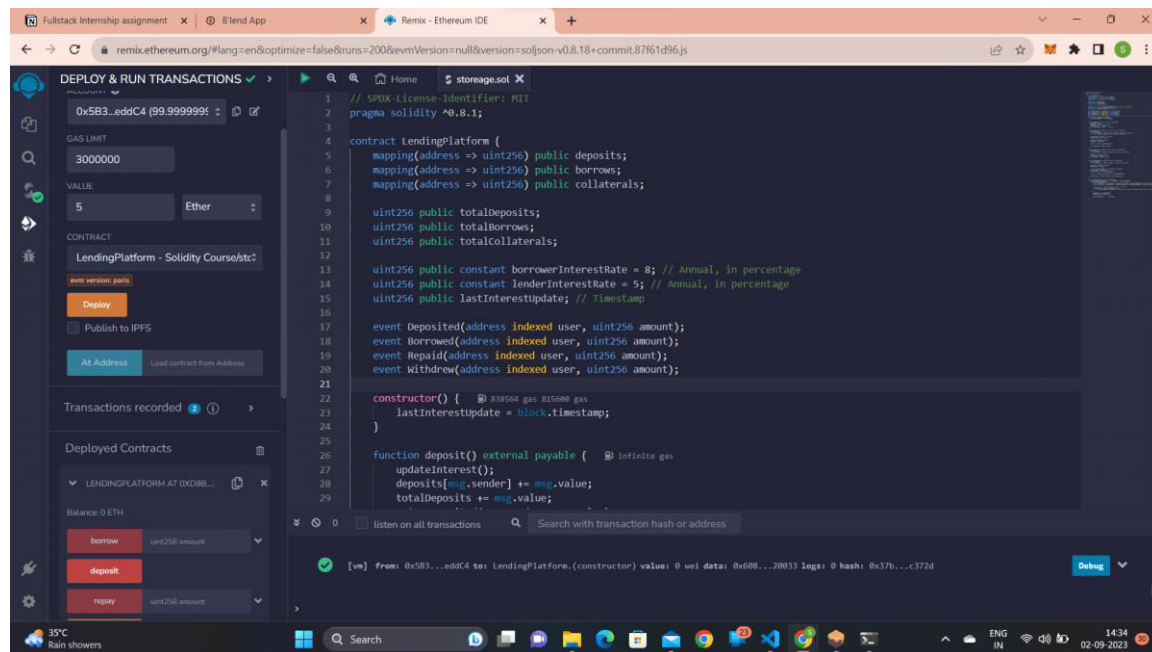 Fullstack Internship assignment
B'lend App
Remix - Ethereum IDE
remix.ethereum.org/#lang=en&optimize=false&runs=200&evmVersion=null&version=soljson-v0.8.18+commit.87f61d96.js
S
DEPLOY & RUN TRANSACTIONS
ACCOUNT
0x5B3...eddC4 (99.9999999
GAS LIMIT
3000000
VALUE
5
Ether
CONTRACT
LendingPlatform - Solidity Course/stc
evm version: paris
Deploy
Publish to IPFS
At Address
Load contract from Address
Transactions recorded 2
Deployed Contracts
LENDINGPLATFORM AT 0XD8B...
Balance: 0 ETH
borrow
uint256 amount
deposit
repay
uint256 amount
Home
storeage.sol
1 // SPDX-License-Identifier: MIT
2 pragma solidity ^0.8.1;
3
4 contract LendingPlatform {
5 mapping(address => uint256) public deposits;
6 mapping(address => uint256) public borrows;
7 mapping(address => uint256) public collaterals;
8
9 uint256 public totalDeposits;
10 uint256 public totalBorrows;
11 uint256 public totalCollaterals;
12
13 uint256 public constant borrowerInterestRate = 8; // Annual, in percentage
14 uint256 public constant lenderInterestRate = 5; // Annual, in percentage
15 uint256 public lastInterestUpdate; // Timestamp
16
17 event Deposited(address indexed user, uint256 amount);
18 event Borrowed(address indexed user, uint256 amount);
19 event Repaid(address indexed user, uint256 amount);
20 event Withdrew(address indexed user, uint256 amount);
21
22 constructor() { 838564 gas 815600 gas
23 lastInterestUpdate = block.timestamp;
24 }
25
26 function deposit() external payable { infinite gas
27 updateInterest();
28 deposits[msg.sender] += msg.value;
29 totalDeposits += msg.value;
0
listen on all transactions
Search with transaction hash or address
[vm] from: 0x5B3...eddC4 to: LendingPlatform.(constructor) value: 0 wei data: 0x608...20033 logs: 0 hash: 0x37b...c372d
Debug
>
35°C
Rain showers
Search
23
ENG
IN
14:34
02-09-2023
30